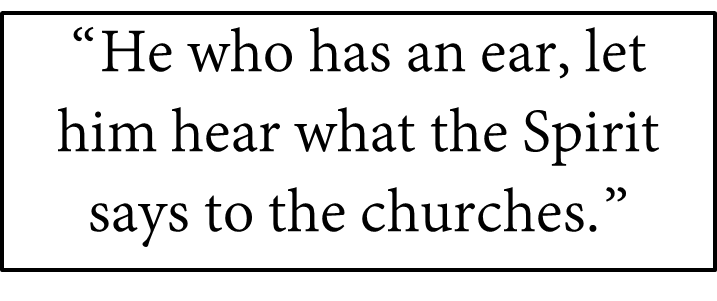 “He who has an ear, let
him hear what the Spirit
says to the churches.”